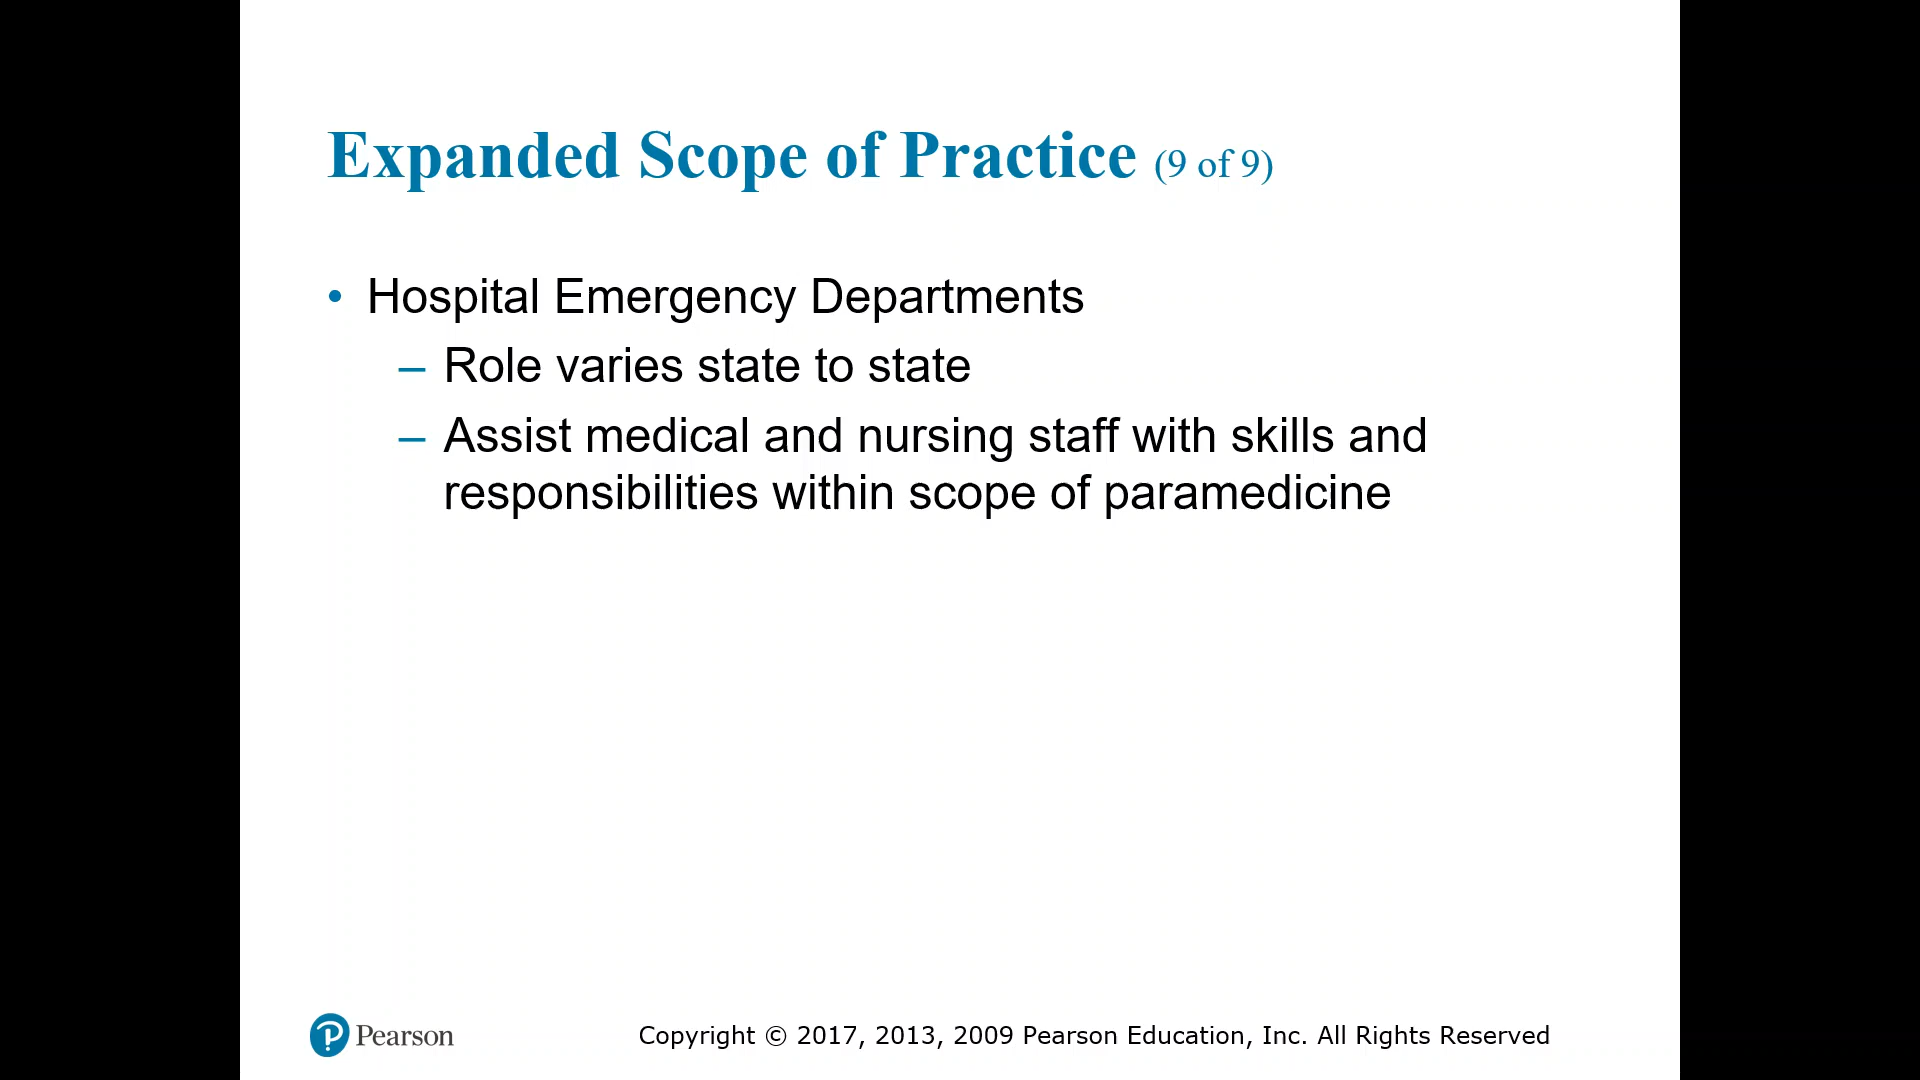 Expanded Scope of Practice (9 of 9)
• Hospital Emergency Departments
– Role varies state to state
– Assist medical and nursing staff with skills and
responsibilities within scope of paramedicine
Pearson
Copyright © 2017, 2013, 2009 Pearson Education, Inc. All Rights Reserved